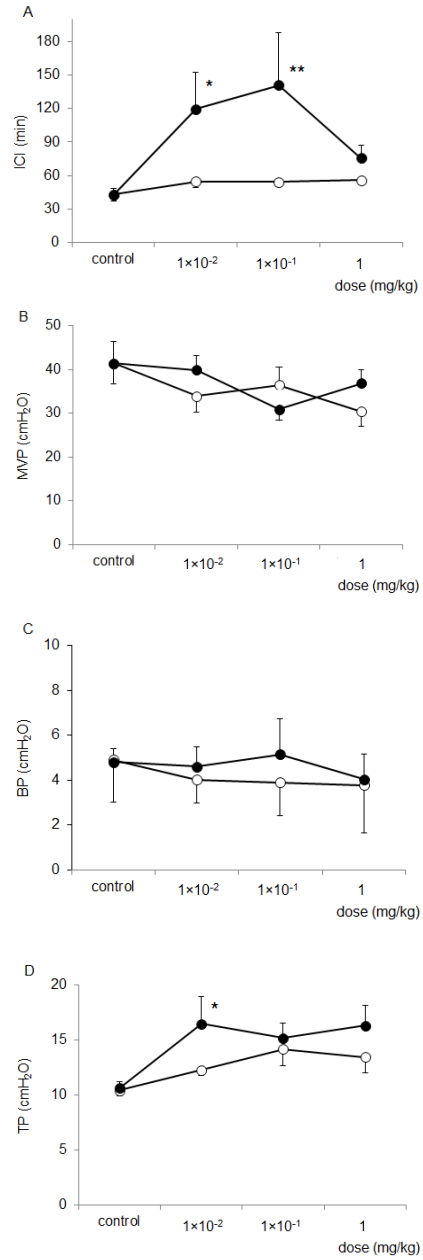 A
ICI (min)
180
150
120
90
60
30
0
*
**
control
1×10⁻²
1×10⁻¹
1
dose (mg/kg)
B
MVP (cmH₂O)
50
40
30
20
10
0
control
1×10⁻²
1×10⁻¹
1
dose (mg/kg)
C
BP (cmH₂O)
10
8
6
4
2
0
control
1×10⁻²
1×10⁻¹
1
dose (mg/kg)
D
TP (cmH₂O)
20
15
10
5
0
*
control
1×10⁻²
1×10⁻¹
1
dose (mg/kg)